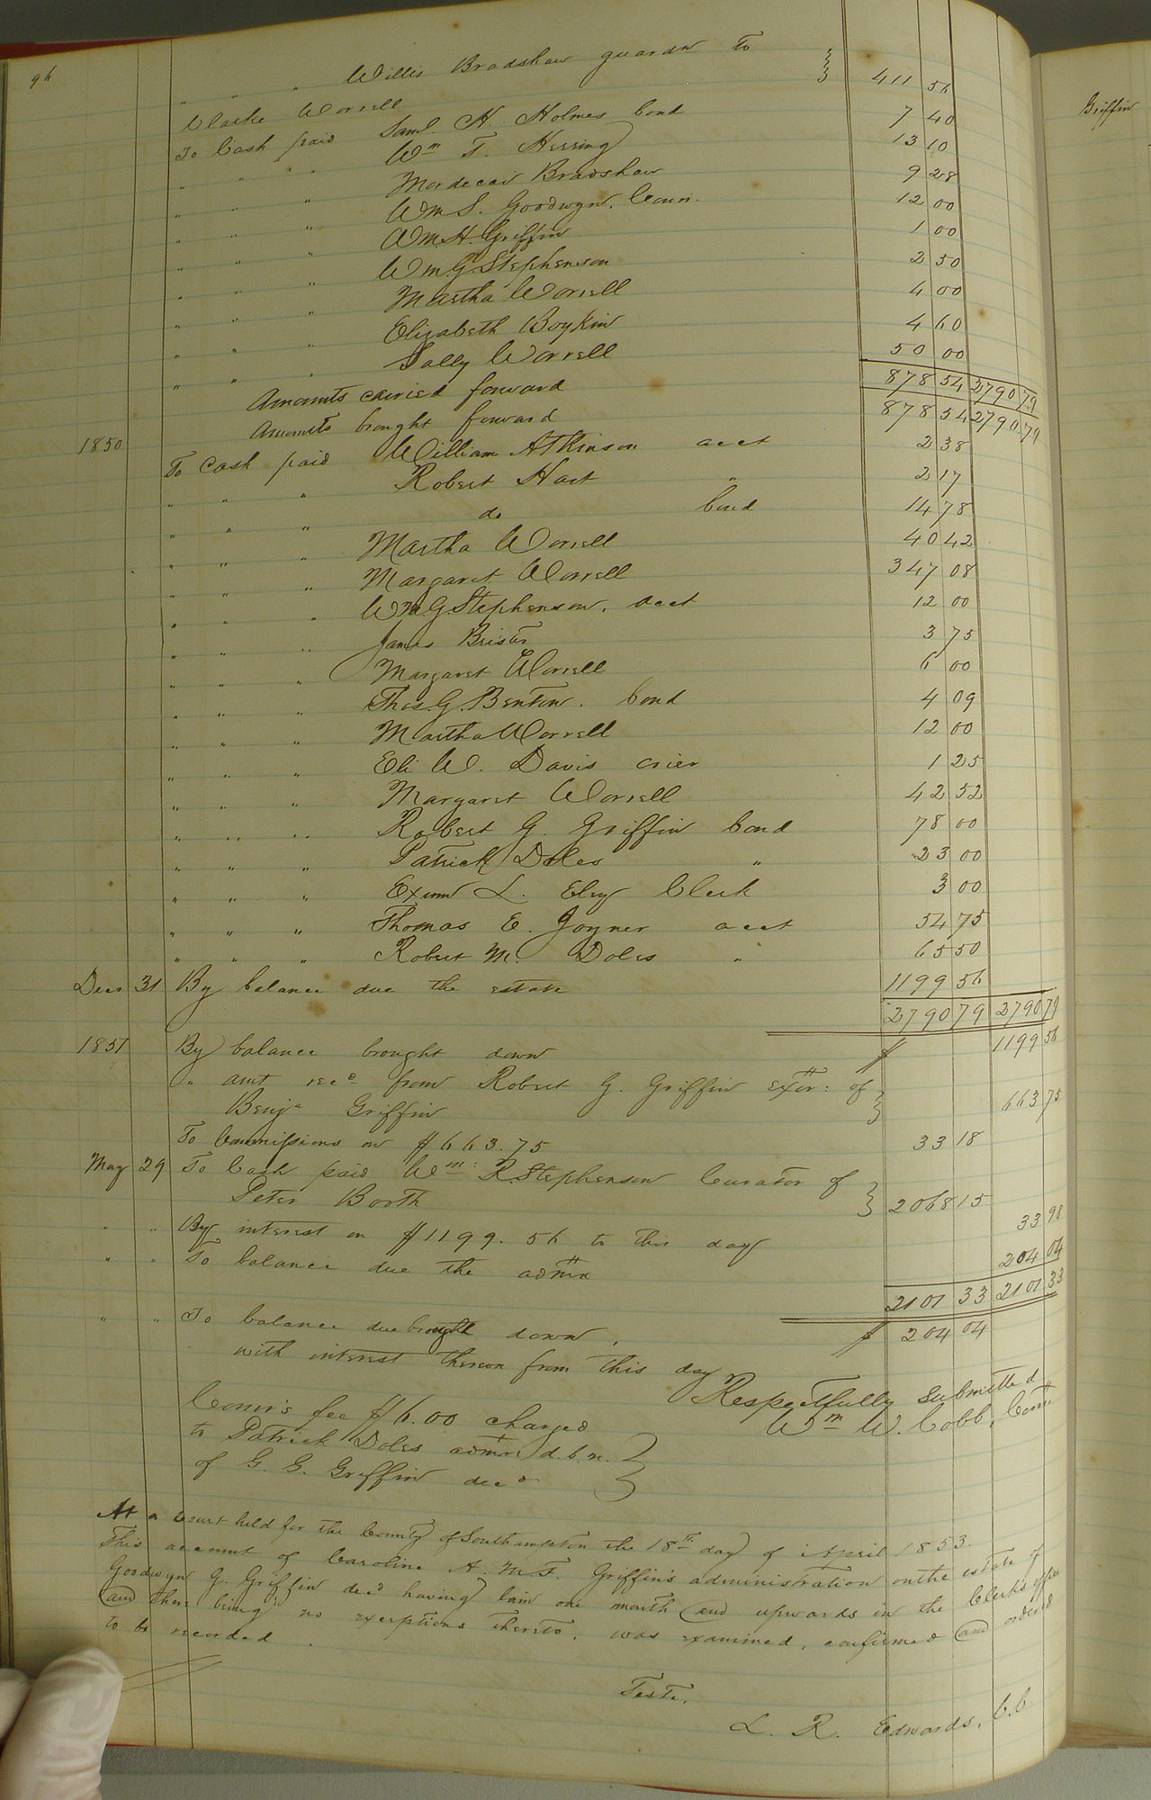 96
" " " Willis Bradshaw guardn to } 411 56
Clarke Worrell
To Cash paid Saml. H. Holmes bond 7 40
" " " Wm T. Herring 13 10
" " " Mordecai Bradshaw 9 28
" " " Wm S. Goodwyn, Comr. 12 00
" " " Wm H. Griffin 1 00
" " " Wm G Stephenson 2 50
" " " Martha Worrell 4 00
" " " Elizabeth Boykin 4 60
" " " Sally Worrell 50 00
Amounts carried forward 878 54 2790 79
Amounts brought forward 878 54 2790 79
1850 To Cash paid William Atkinson acct 2 38
" " " Robert Hart " 2 17
" " " do bond 14 78
" " " Martha Worrell 40 42
" " " Margaret Worrell 347 08
" " " Wm G Stephenson, acct 12 00
" " " James Brister 3 75
" " " Margaret Worrell 6 00
" " " Thos. G. Benton. bond 4 09
" " " Martha Worrell 12 00
" " " Eli W. Davis crier 1 25
" " " Margaret Worrell 42 52
" " " Robert G. Griffin bond 78 00
" " " Patrick Doles " 23 00
" " " Exum L. Eley Clerk 3 00
" " " Thomas E. Joyner acct 54 75
" " " Robert M Doles " 65 50
Decr 31 By balance due the estate 1199 56
2790 79 2790 79
1851 By balance brought down $ 1199 56
" amt recd from Robert G. Griffin exor: of } 663 75
Benja Griffin
To Commissions on $663.75 33 18
May 29 To Cash paid Wm: R Stephenson Curator of } 2068 15
Peter Booth
" " By interest on $1199.56 to this day 33 98
" " To balance due the admx 204 04
2101 33 2101 33
" " To balance due brought down, $ 204 04
with interest thereon from this day
Respectfully submitted
Wm W. Cobb, Comr
Comr's fee $6.00 charged
to Patrick Doles admor d.b.n. }
of G. G. Griffin decd
At a Court held for the County of Southampton the 18th day of April 1853.
This account of Caroline A. M. F. Griffin's administration on the estate of
Goodwyn G. Griffin decd having lain one month and upwards in the Clerk's office
and there being no exceptions thereto, was examined, confirmed and ordered
to be recorded.
Teste,
L. R. Edwards, C.C
Griffin